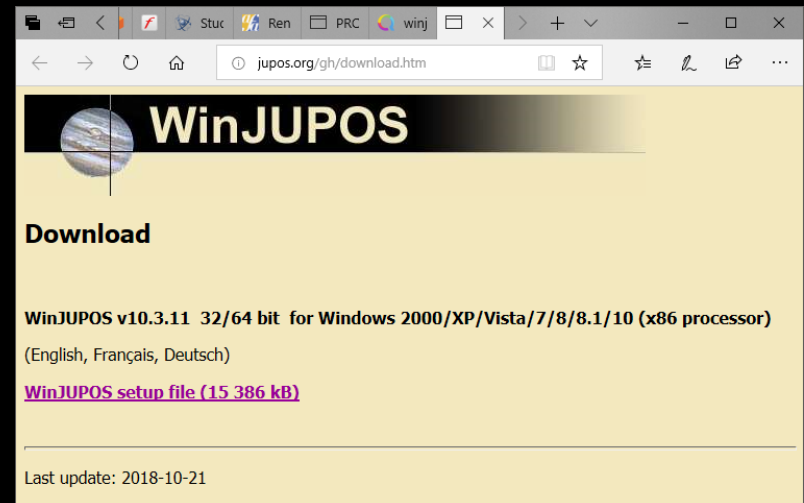 Stuc
Ren
PRC
winj
jupos.org/gh/download.htm
WinJUPOS
Download
WinJUPOS v10.3.11 32/64 bit for Windows 2000/XP/Vista/7/8/8.1/10 (x86 processor)
(English, Français, Deutsch)
WinJUPOS setup file (15 386 kB)
Last update: 2018-10-21